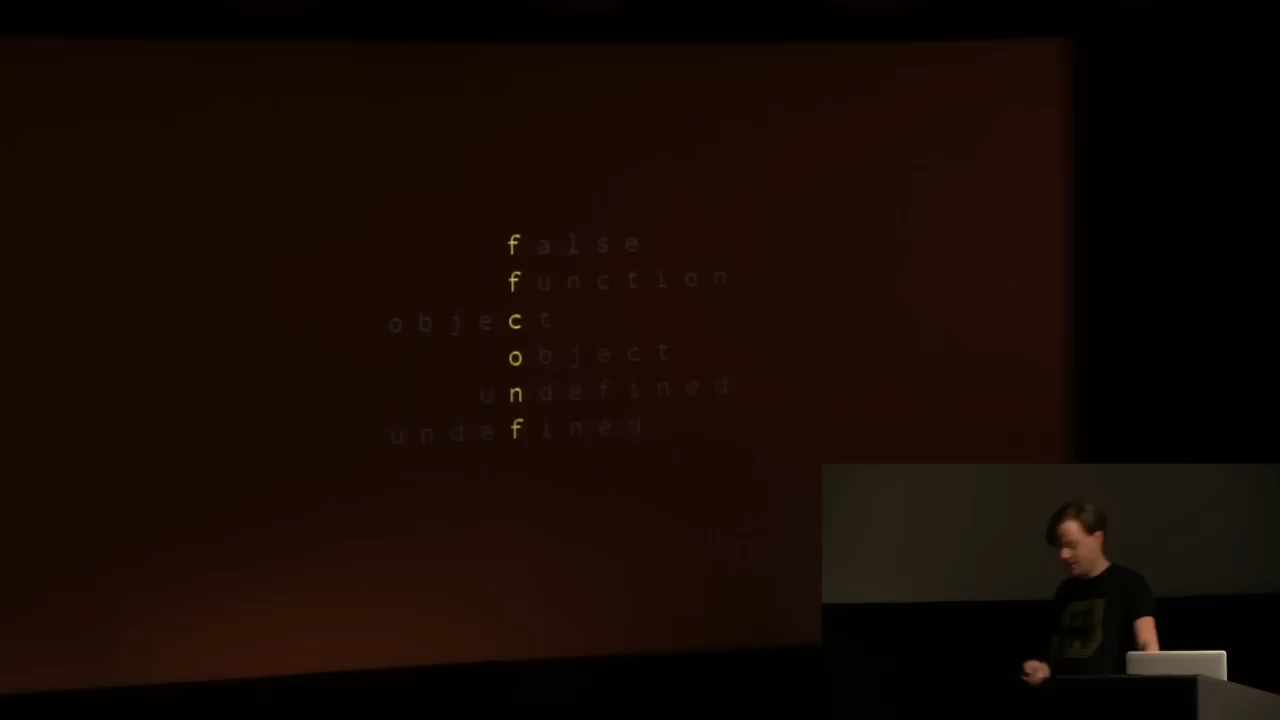 false
function
object
object
undefined
undefined